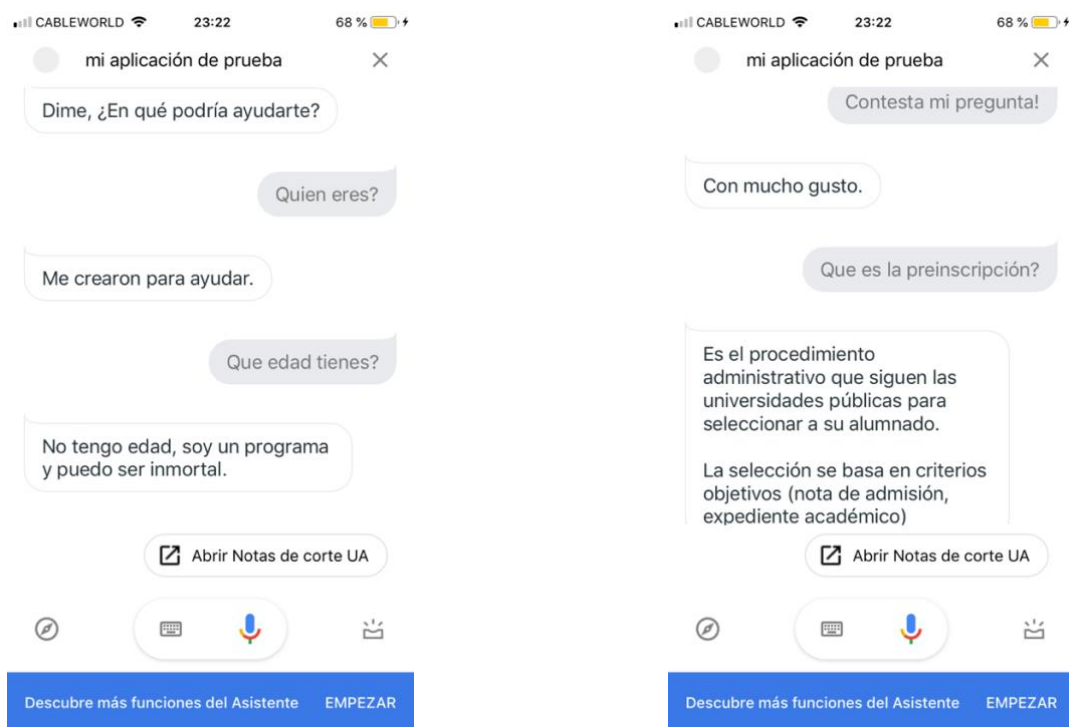 CABLEWORLD 23:22 68 %
mi aplicación de prueba
Dime, ¿En qué podría ayudarte?
Quien eres?
Me crearon para ayudar.
Que edad tienes?
No tengo edad, soy un programa
y puedo ser inmortal.
Abrir Notas de corte UA
Descubre más funciones del Asistente EMPEZAR
CABLEWORLD 23:22 68 %
mi aplicación de prueba
Contesta mi pregunta!
Con mucho gusto.
Que es la preinscripción?
Es el procedimiento
administrativo que siguen las
universidades públicas para
seleccionar a su alumnado.
La selección se basa en criterios
objetivos (nota de admisión,
expediente académico)
Abrir Notas de corte UA
Descubre más funciones del Asistente EMPEZAR